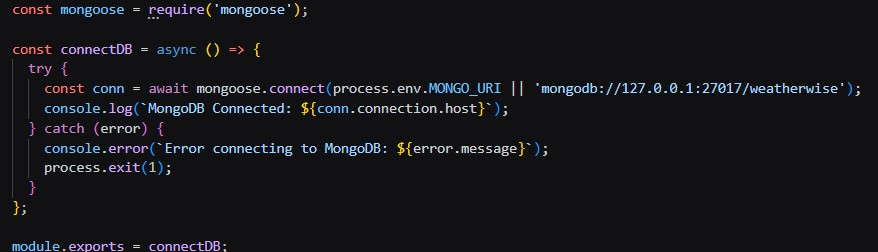 const mongoose = require('mongoose');
const connectDB = async () => {
try {
const conn = await mongoose.connect(process.env.MONGO_URI || 'mongodb://127.0.0.1:27017/weatherwise');
console.log(`MongoDB Connected: ${conn.connection.host}`);
} catch (error) {
console.error(`Error connecting to MongoDB: ${error.message}`);
process.exit(1);
}
};
module.exports = connectDB;